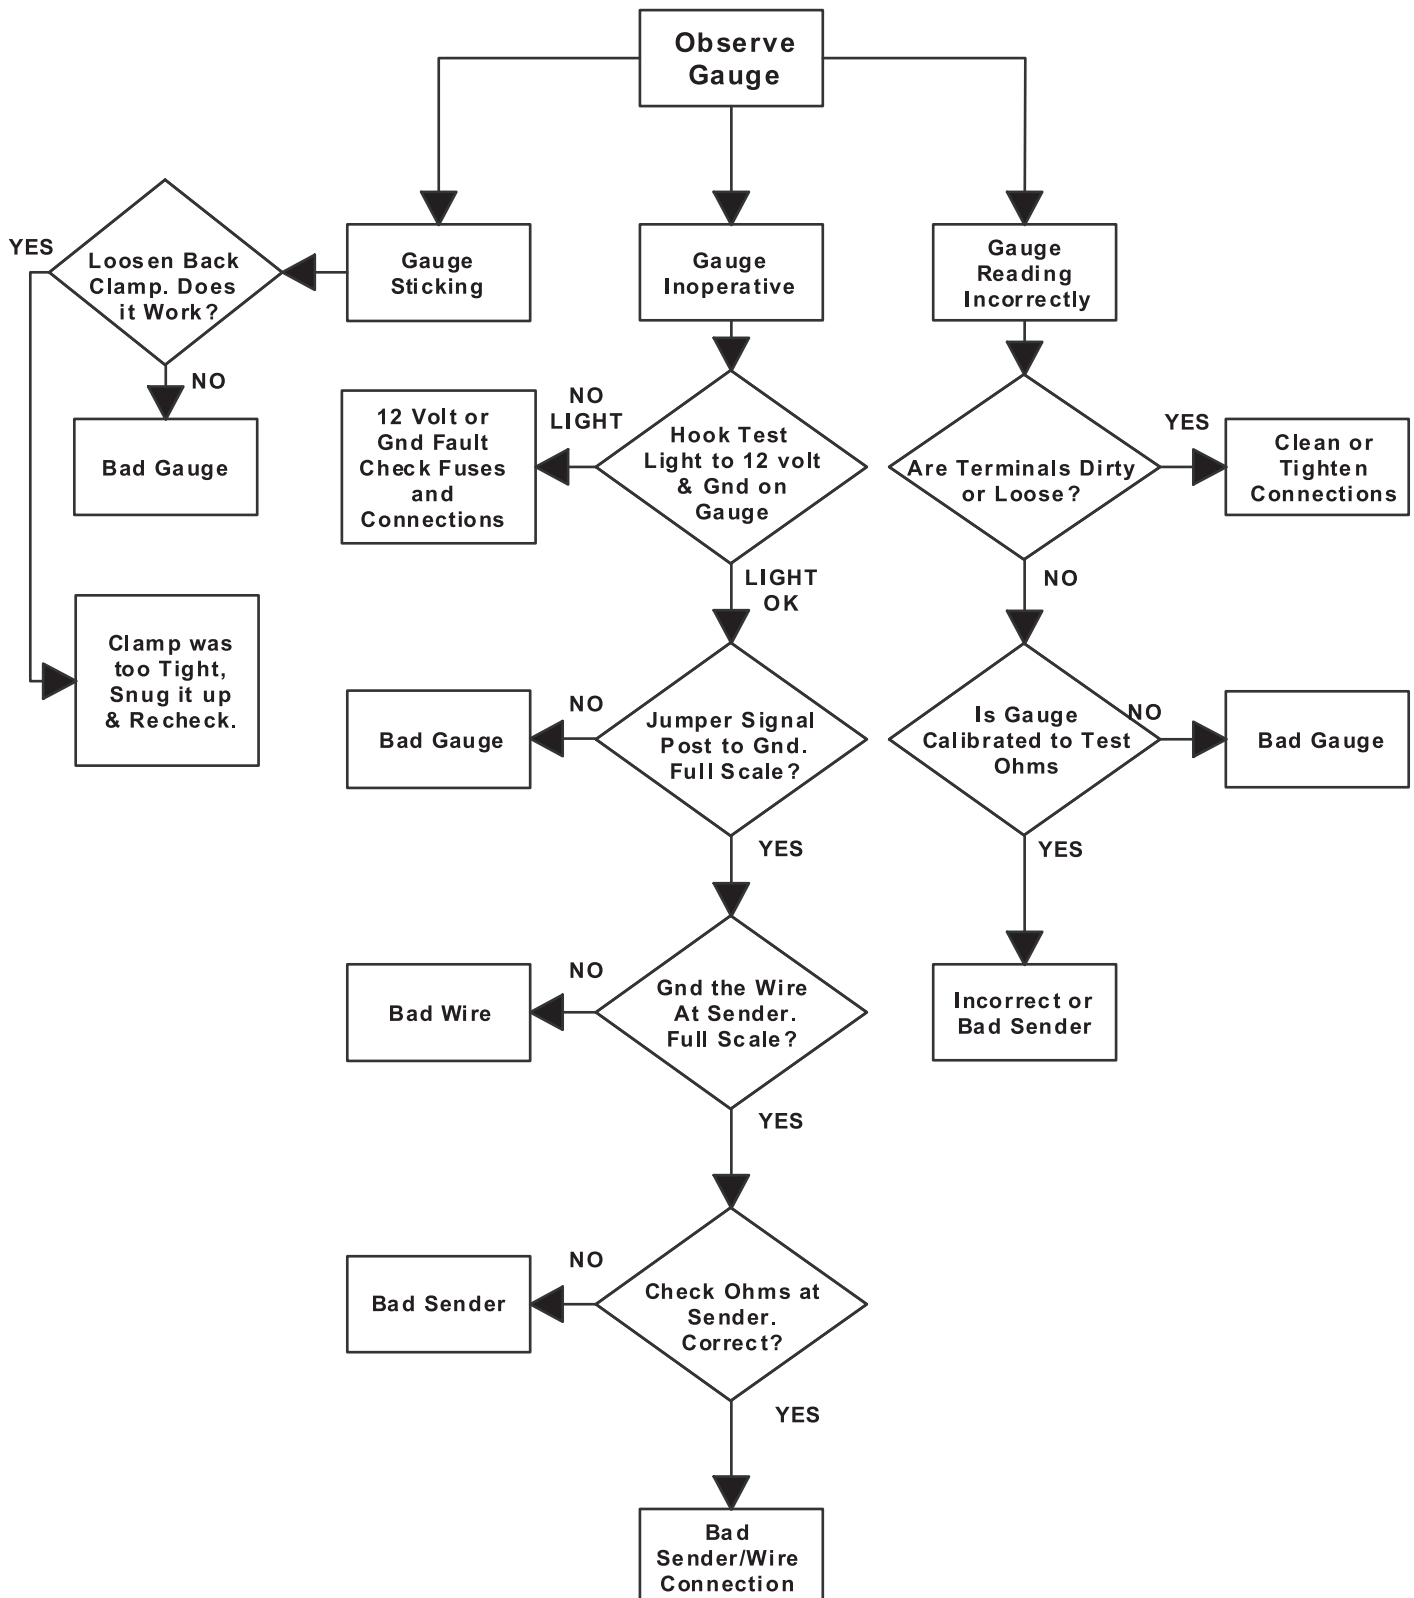 Observe
Gauge
Gauge
Sticking
Gauge
Inoperative
Gauge
Reading
Incorrectly
YES
Loosen Back
Clamp. Does
it Work?
NO
Bad Gauge
Clamp was
too Tight,
Snug it up
& Recheck.
12 Volt or
Gnd Fault
Check Fuses
and
Connections
NO
LIGHT
Hook Test
Light to 12 volt
& Gnd on
Gauge
LIGHT
OK
Are Terminals Dirty
or Loose?
YES
Clean or
Tighten
Connections
NO
Bad Gauge
NO
Jumper Signal
Post to Gnd.
Full Scale?
YES
Is Gauge
Calibrated to Test
Ohms
NO
Bad Gauge
YES
Incorrect or
Bad Sender
Bad Wire
NO
Gnd the Wire
At Sender.
Full Scale?
YES
Bad Sender
NO
Check Ohms at
Sender.
Correct?
YES
Bad
Sender/Wire
Connection